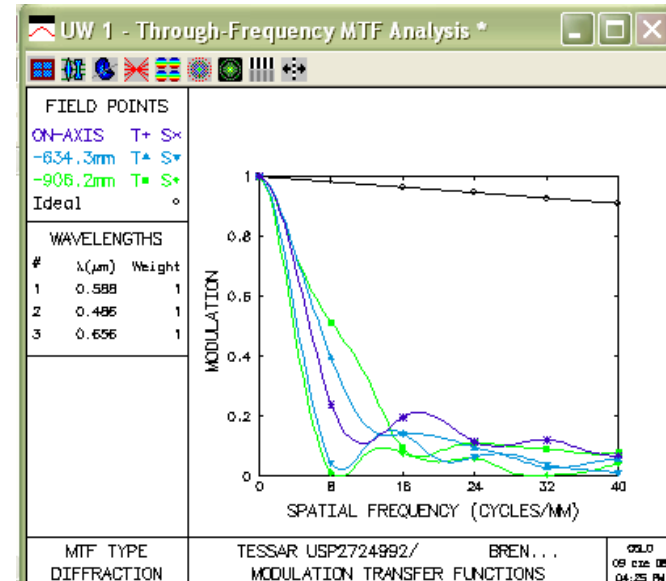 UW 1 - Through-Frequency MTF Analysis *
FIELD POINTS
ON-AXIS T+ S×
-634.3mm T▲ S▼
-906.2mm T■ S♦
Ideal o
WAVELENGTHS
# λ(μm) Weight
1 0.588 1
2 0.486 1
3 0.656 1
MODULATION
1
0.8
0.6
0.4
0.2
0
0 8 16 24 32 40
SPATIAL FREQUENCY (CYCLES/MM)
MTF TYPE
DIFFRACTION
TESSAR USP2724992/ BREN...
MODULATION TRANSFER FUNCTIONS
OSLO
04:25 PM